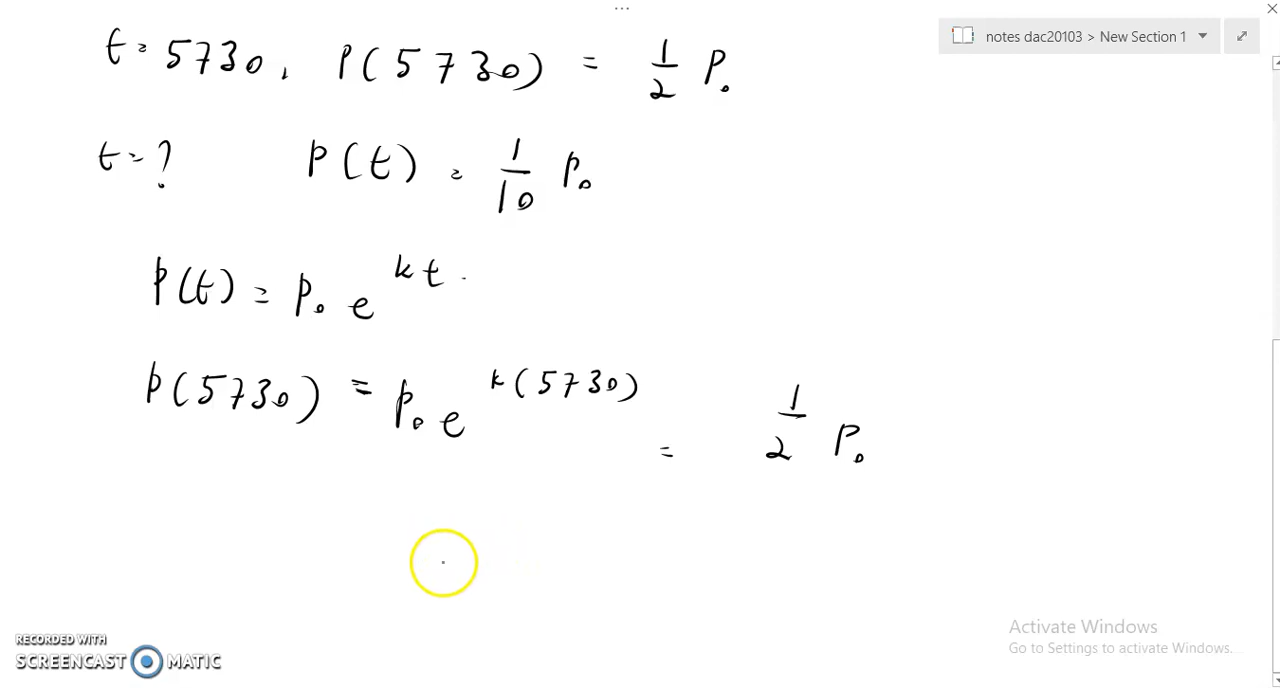 ...
notes dac20103 > New Section 1
t = 5730, P(5730) = 1/2 P₀
t = ? P(t) = 1/10 P₀
P(t) = P₀ e^{kt}.
P(5730) = P₀ e^{k(5730)} = 1/2 P₀
Activate Windows
Go to Settings to activate Windows.
RECORDED WITH
SCREENCAST MATIC